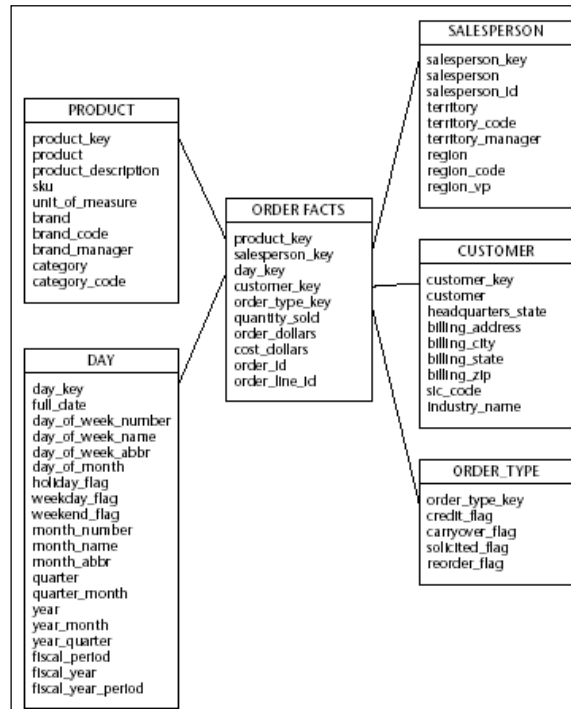 PRODUCT
product_key
product
product_description
sku
unit_of_measure
brand
brand_code
brand_manager
category
category_code
DAY
day_key
full_date
day_of_week_number
day_of_week_name
day_of_week_abbr
day_of_month
holiday_flag
weekday_flag
weekend_flag
month_number
month_name
month_abbr
quarter
quarter_month
year
year_month
year_quarter
fiscal_period
fiscal_year
fiscal_year_period
ORDER FACTS
product_key
salesperson_key
day_key
customer_key
order_type_key
quantity_sold
order_dollars
cost_dollars
order_id
order_line_id
SALESPERSON
salesperson_key
salesperson
salesperson_id
territory
territory_code
territory_manager
region
region_code
region_vp
CUSTOMER
customer_key
customer
headquarters_state
billing_address
billing_city
billing_state
billing_zip
sic_code
industry_name
ORDER_TYPE
order_type_key
credit_flag
carryover_flag
solicited_flag
reorder_flag